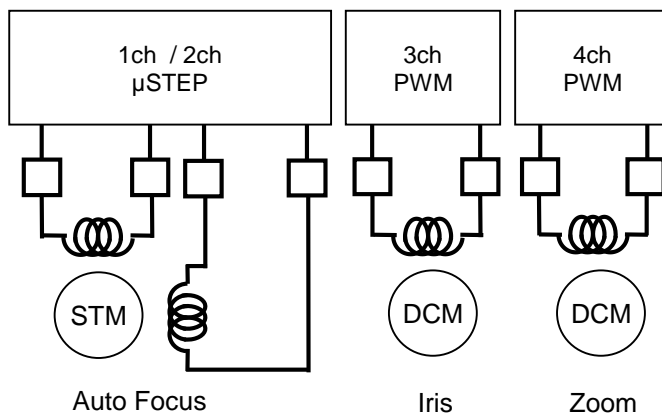 1ch / 2ch
µSTEP
3ch
PWM
4ch
PWM
STM
DCM
DCM
Auto Focus
Iris
Zoom